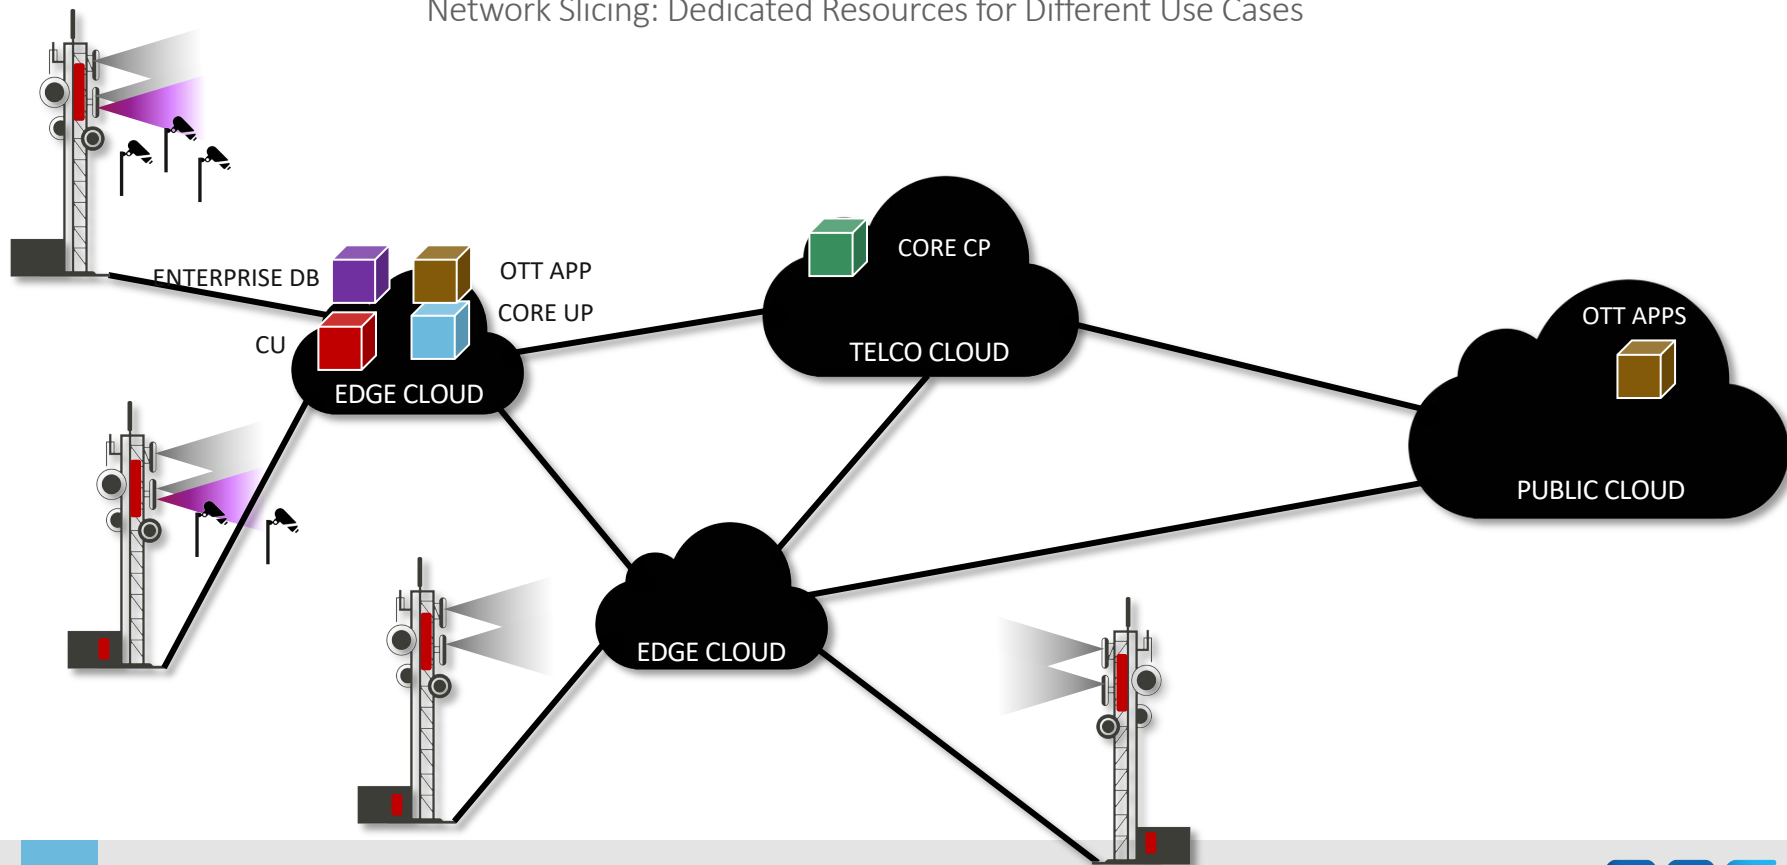 Network Slicing: Dedicated Resources for Different Use Cases
ENTERPRISE DB
OTT APP
CORE UP
CU
EDGE CLOUD
CORE CP
TELCO CLOUD
OTT APPS
PUBLIC CLOUD
EDGE CLOUD